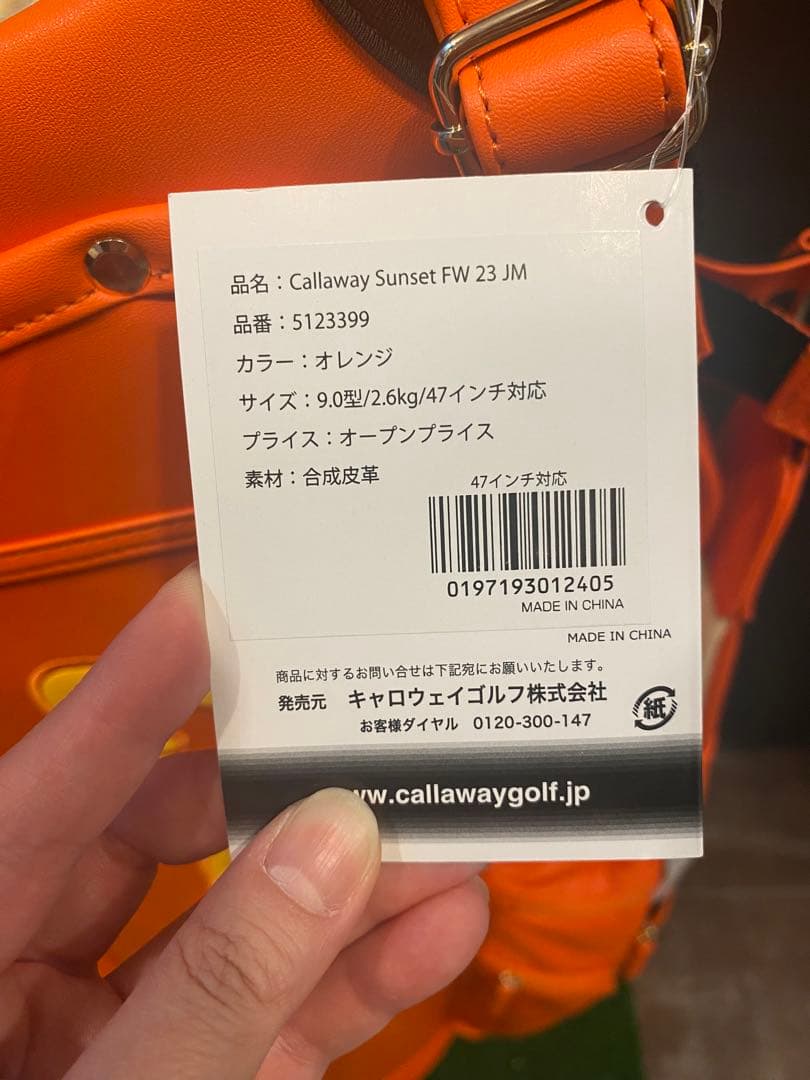 品名：Callaway Sunset FW 23 JM
品番：5123399
カラー：オレンジ
サイズ：9.0型/2.6kg/47インチ対応
プライス：オープンプライス
素材：合成皮革
47インチ対応
0197193012405
MADE IN CHINA
MADE IN CHINA
商品に対するお問い合せは下記宛にお願いいたします。
発売元 キャロウェイゴルフ株式会社
お客様ダイヤル 0120-300-147
紙
ww.callawaygolf.jp